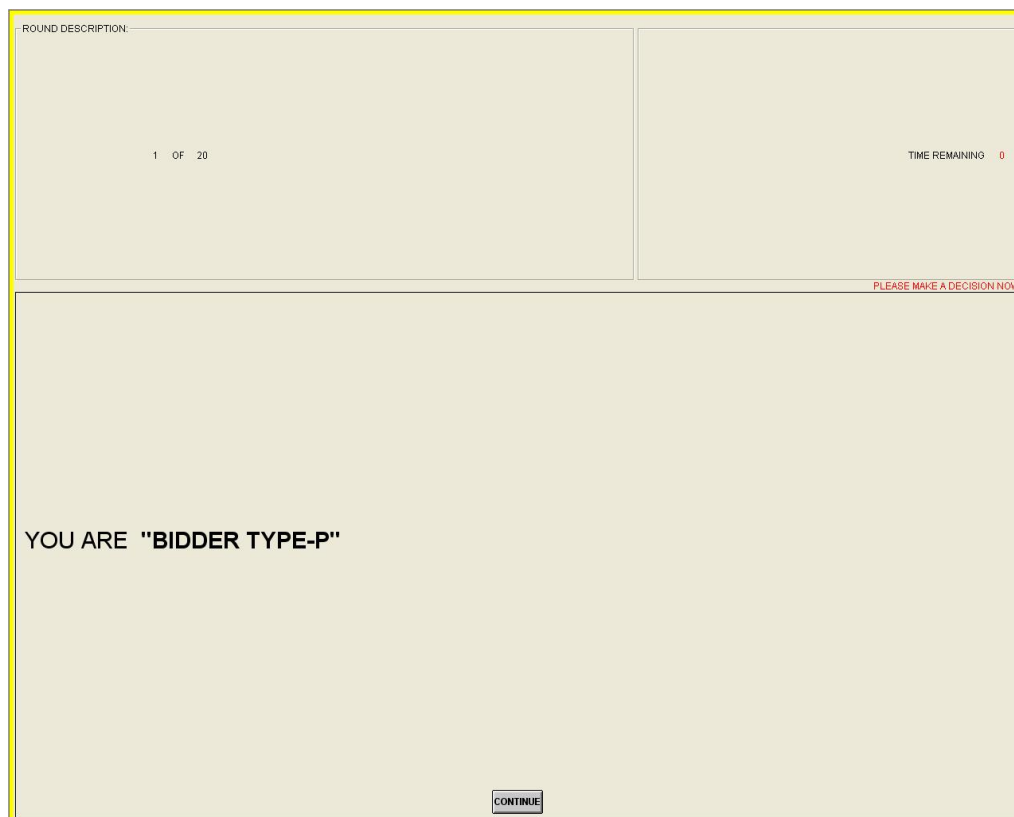 ROUND DESCRIPTION:
1 OF 20
TIME REMAINING 0
PLEASE MAKE A DECISION NOW
YOU ARE "BIDDER TYPE-P"
CONTINUE